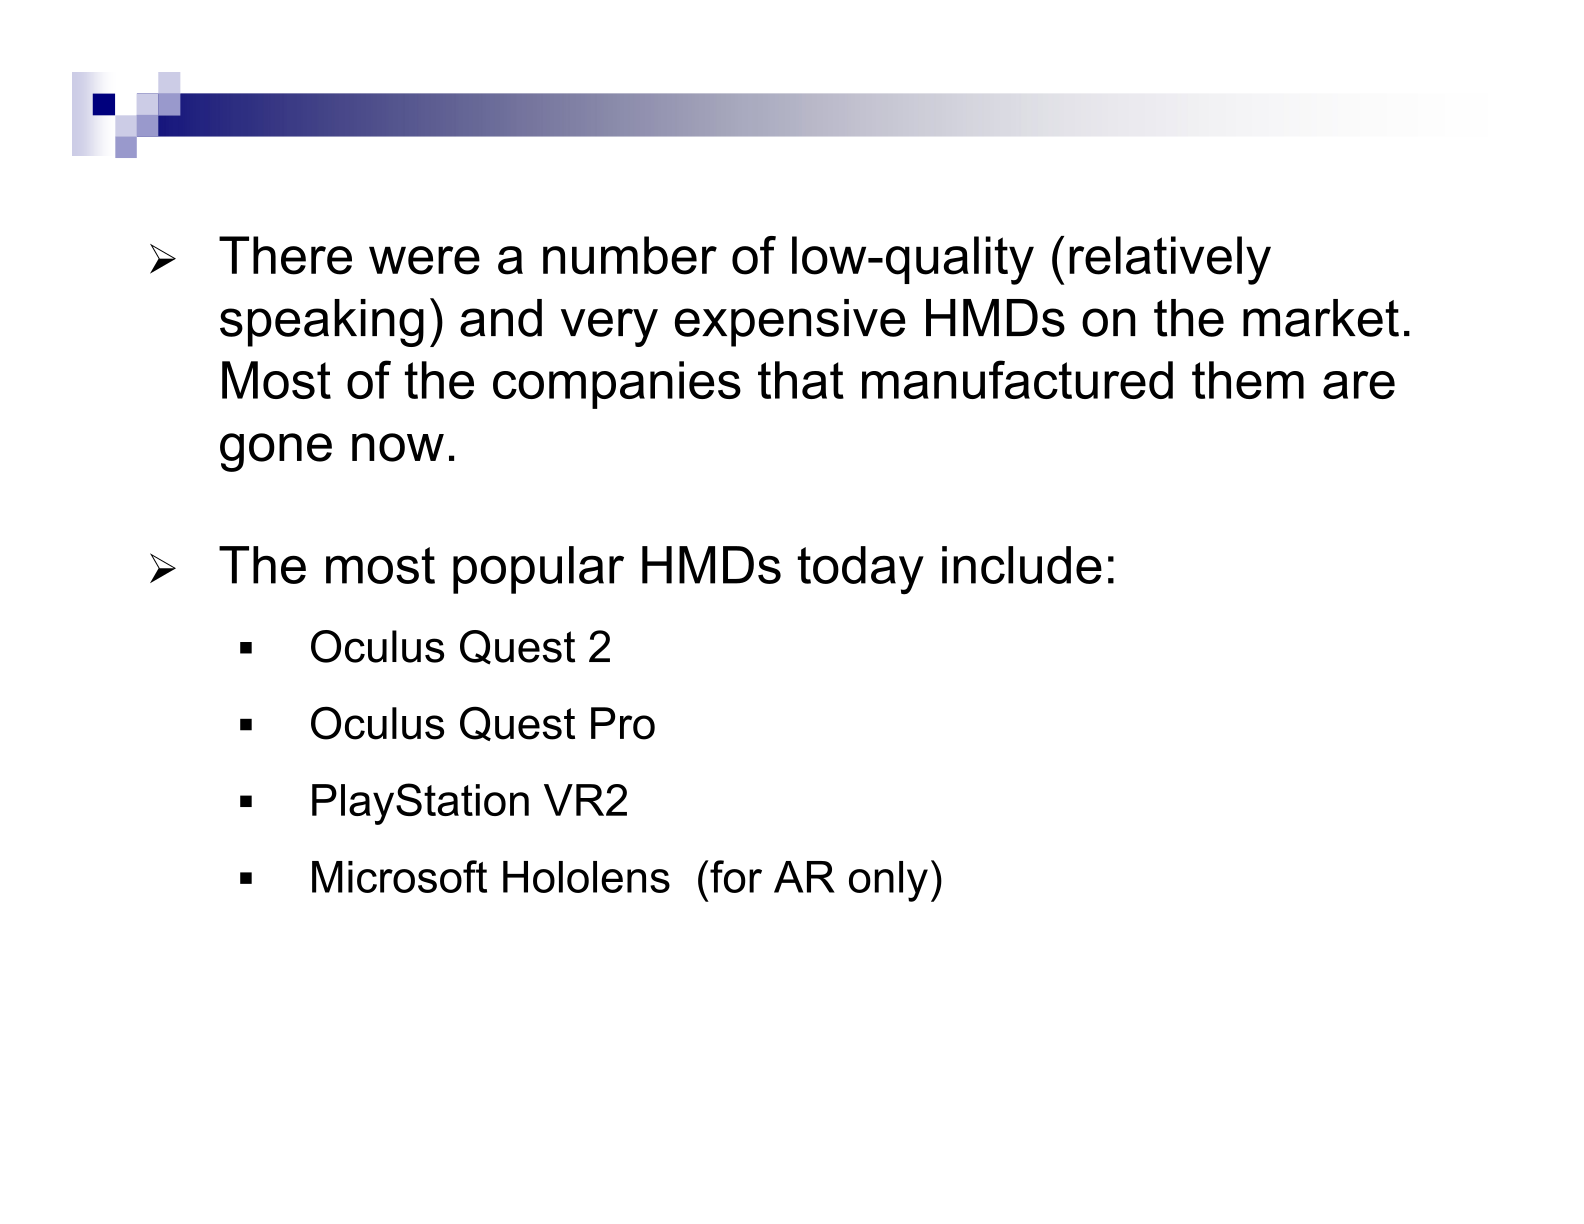 There were a number of low-quality (relatively
speaking) and very expensive HMDs on the market.
Most of the companies that manufactured them are
gone now.
The most popular HMDs today include:
Oculus Quest 2
Oculus Quest Pro
PlayStation VR2
Microsoft Hololens  (for AR only)